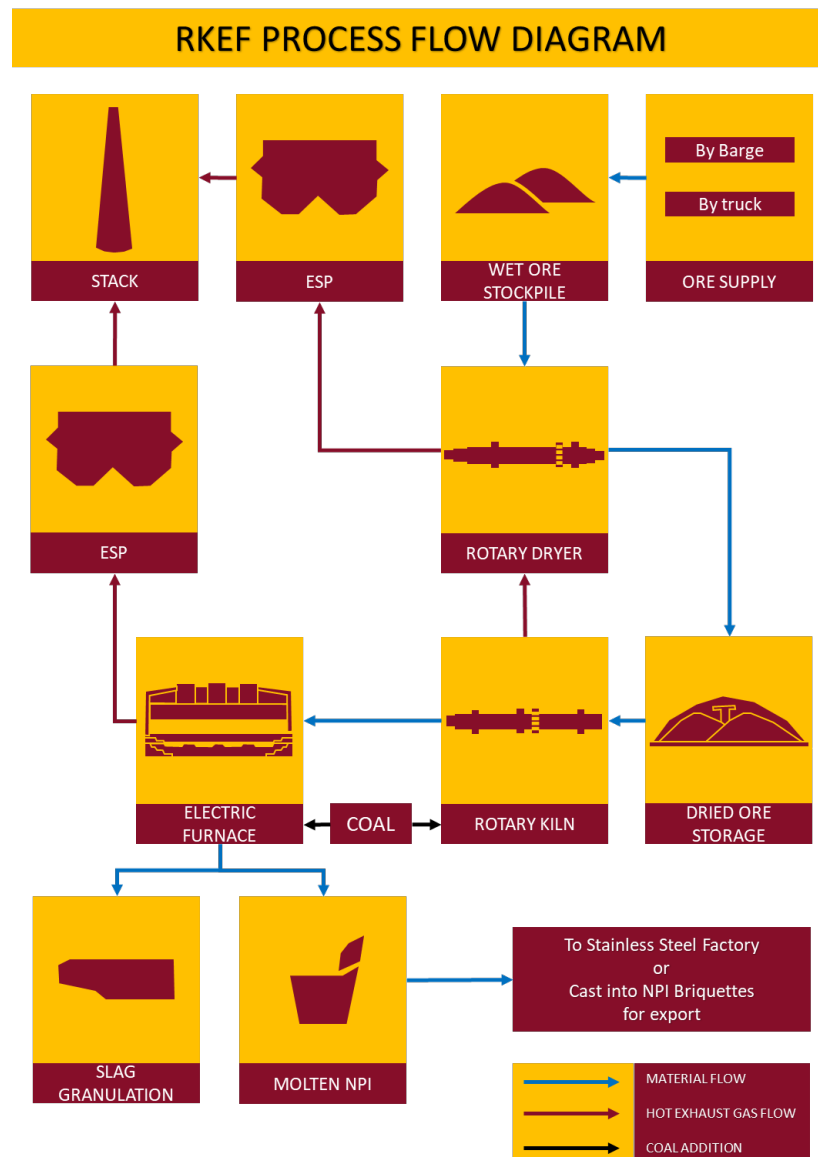 RKEF PROCESS FLOW DIAGRAM
STACK
ESP
WET ORE
STOCKPILE
By Barge
By truck
ORE SUPPLY
ESP
ROTARY DRYER
ELECTRIC
FURNACE
COAL
ROTARY KILN
DRIED ORE
STORAGE
SLAG
GRANULATION
MOLTEN NPI
To Stainless Steel Factory
or
Cast into NPI Briquettes
for export
MATERIAL FLOW
HOT EXHAUST GAS FLOW
COAL ADDITION